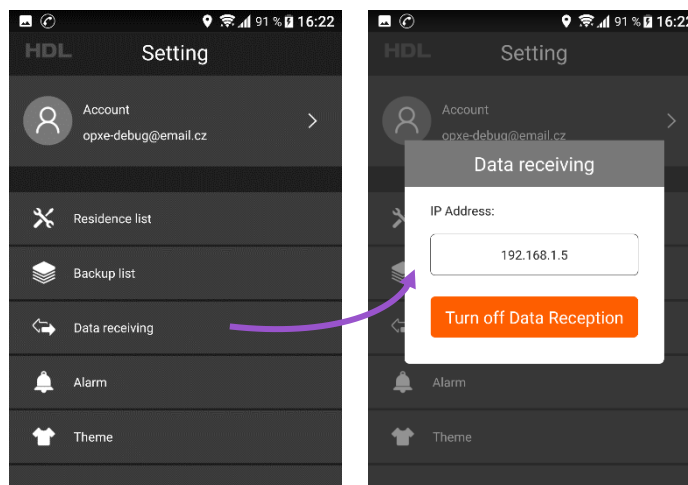 91 % 16:22
HDL Setting
Account
opxe-debug@email.cz
Residence list
Backup list
Data receiving
Alarm
Theme
91 % 16:22
HDL Setting
Account
opxe-debug@email.cz
Data receiving
IP Address:
192.168.1.5
Turn off Data Reception
Alarm
Theme